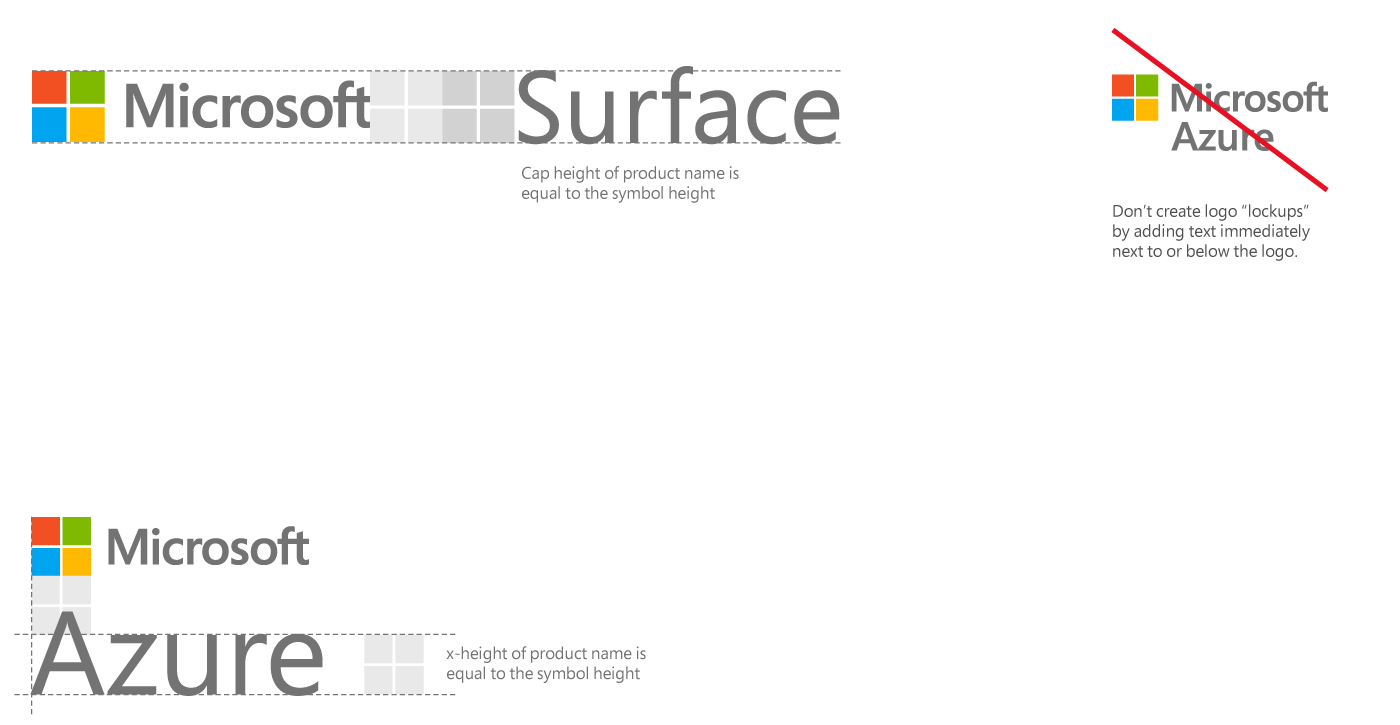 Microsoft Surface
Cap height of product name is
equal to the symbol height
Microsoft
Azure
Don’t create logo “lockups”
by adding text immediately
next to or below the logo.
Microsoft
Azure
x-height of product name is
equal to the symbol height